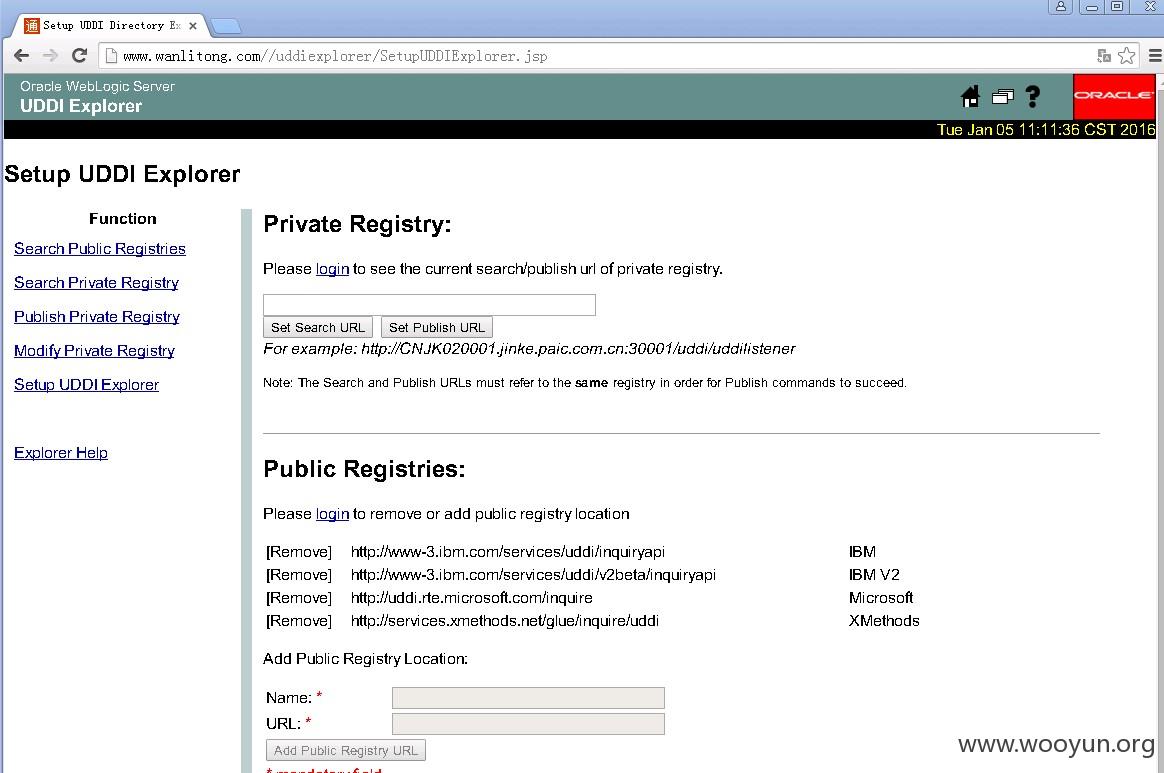 Setup UDDI Directory Ex
www.wanlitong.com//uddiexplorer/SetupUDDIExplorer.jsp
Oracle WebLogic Server
UDDI Explorer
ORACLE
Tue Jan 05 11:11:36 CST 2016
Setup UDDI Explorer
Function
Search Public Registries
Search Private Registry
Publish Private Registry
Modify Private Registry
Setup UDDI Explorer
Explorer Help
Private Registry:
Please login to see the current search/publish url of private registry.
Set Search URL Set Publish URL
For example: http://CNJK020001.jinke.paic.com.cn:30001/uddi/uddilistener
Note: The Search and Publish URLs must refer to the same registry in order for Publish commands to succeed.
Public Registries:
Please login to remove or add public registry location
[Remove] http://www-3.ibm.com/services/uddi/inquiryapi IBM
[Remove] http://www-3.ibm.com/services/uddi/v2beta/inquiryapi IBM V2
[Remove] http://uddi.rte.microsoft.com/inquire Microsoft
[Remove] http://services.xmethods.net/glue/inquire/uddi XMethods
Add Public Registry Location:
Name: *
URL: *
Add Public Registry URL
* mandatory field
www.wooyun.org